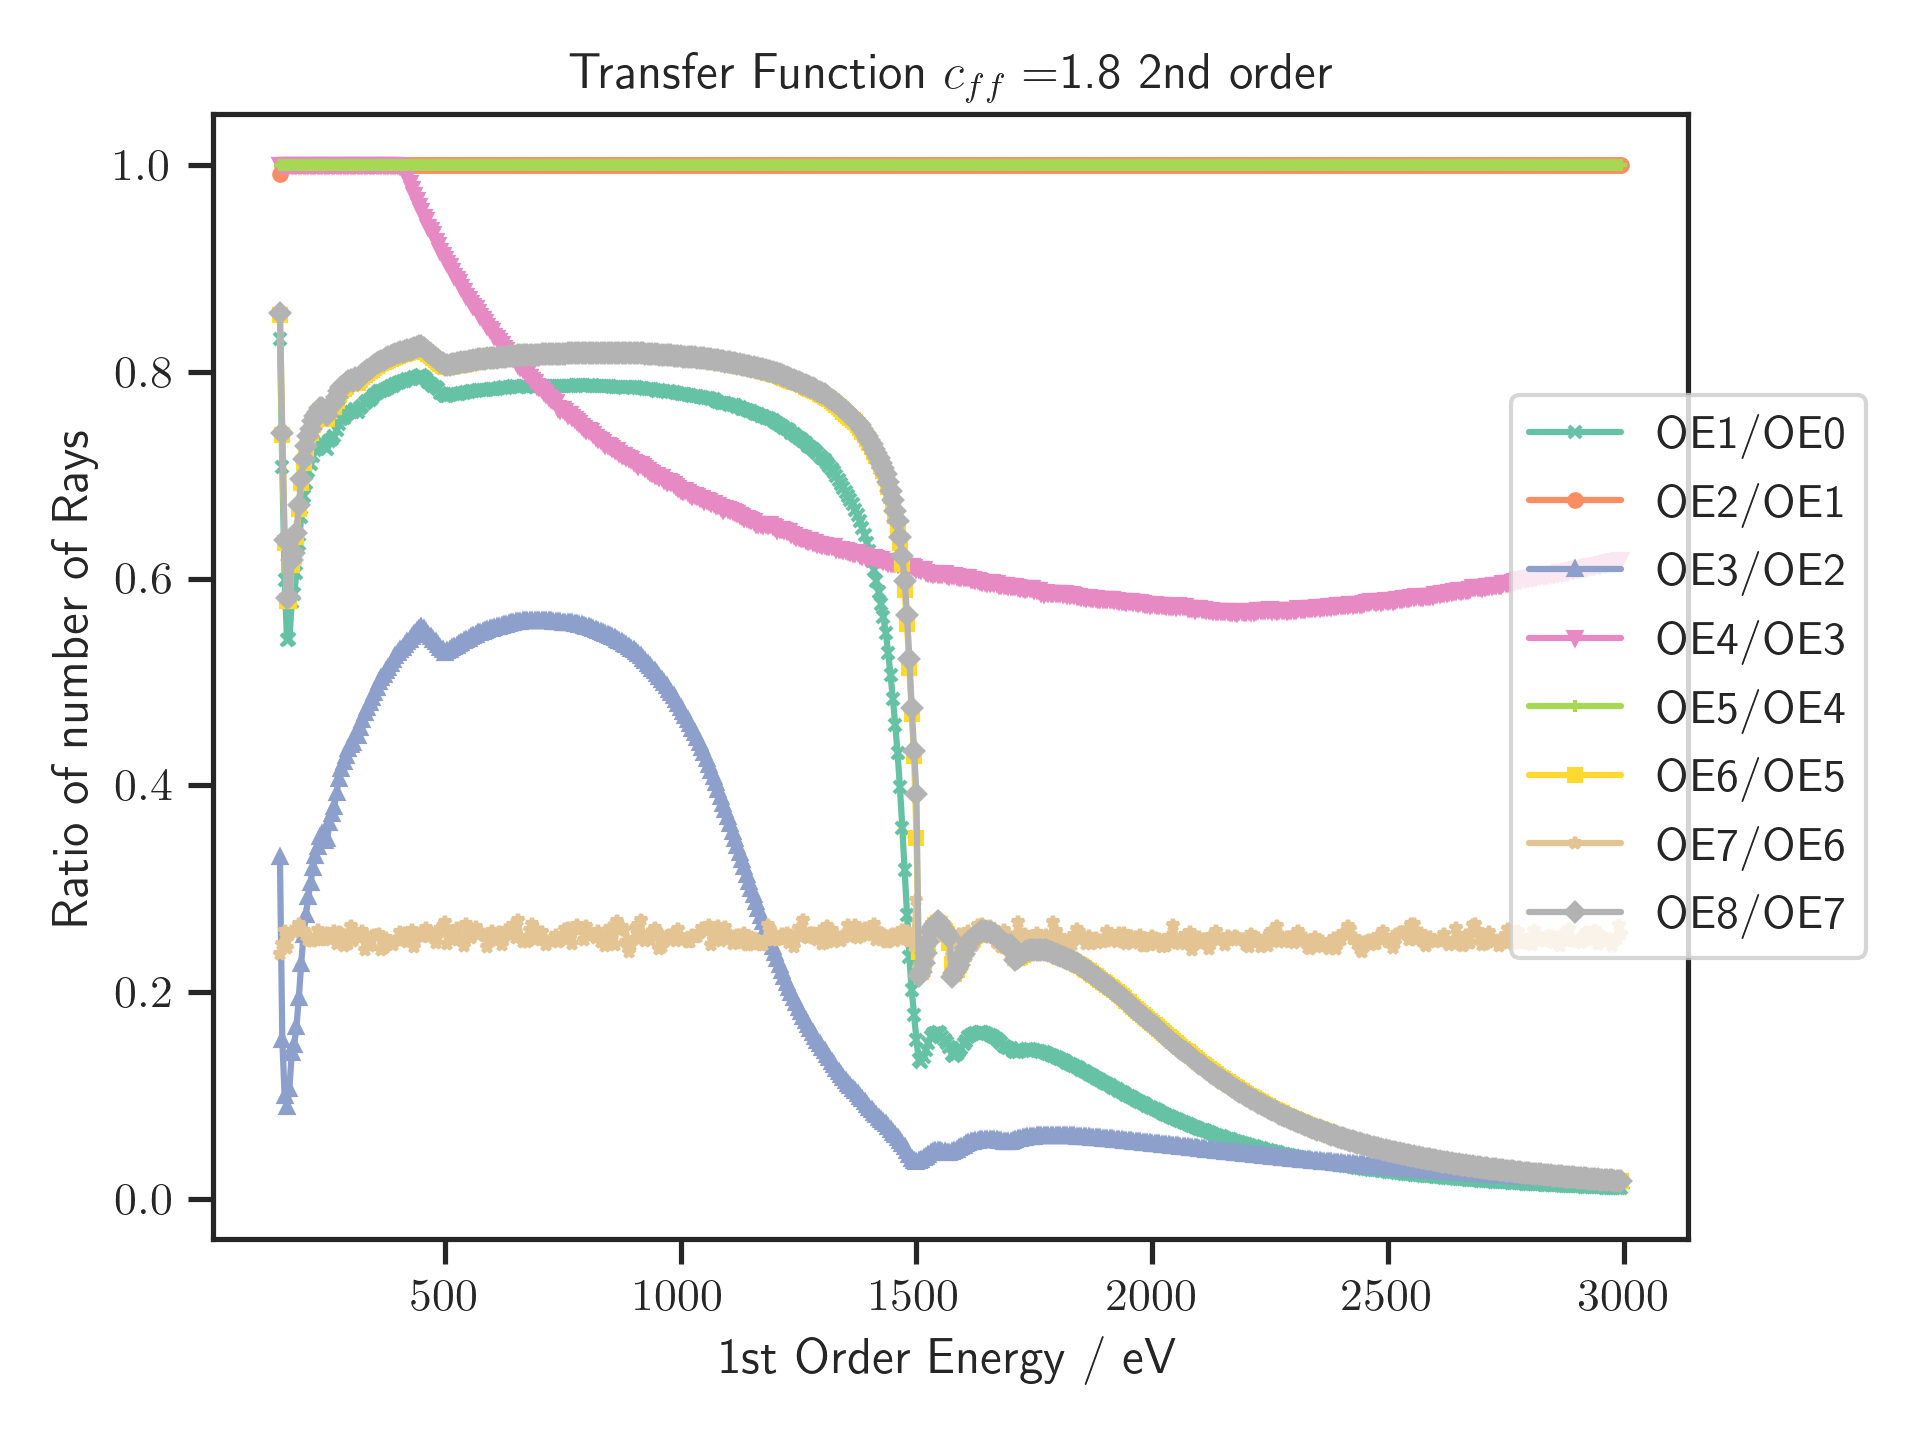 Transfer Function c_ff =1.8 2nd order
Ratio of number of Rays
1.0
0.8
0.6
0.4
0.2
0.0
500 1000 1500 2000 2500 3000
1st Order Energy / eV
OE1/OE0
OE2/OE1
OE3/OE2
OE4/OE3
OE5/OE4
OE6/OE5
OE7/OE6
OE8/OE7